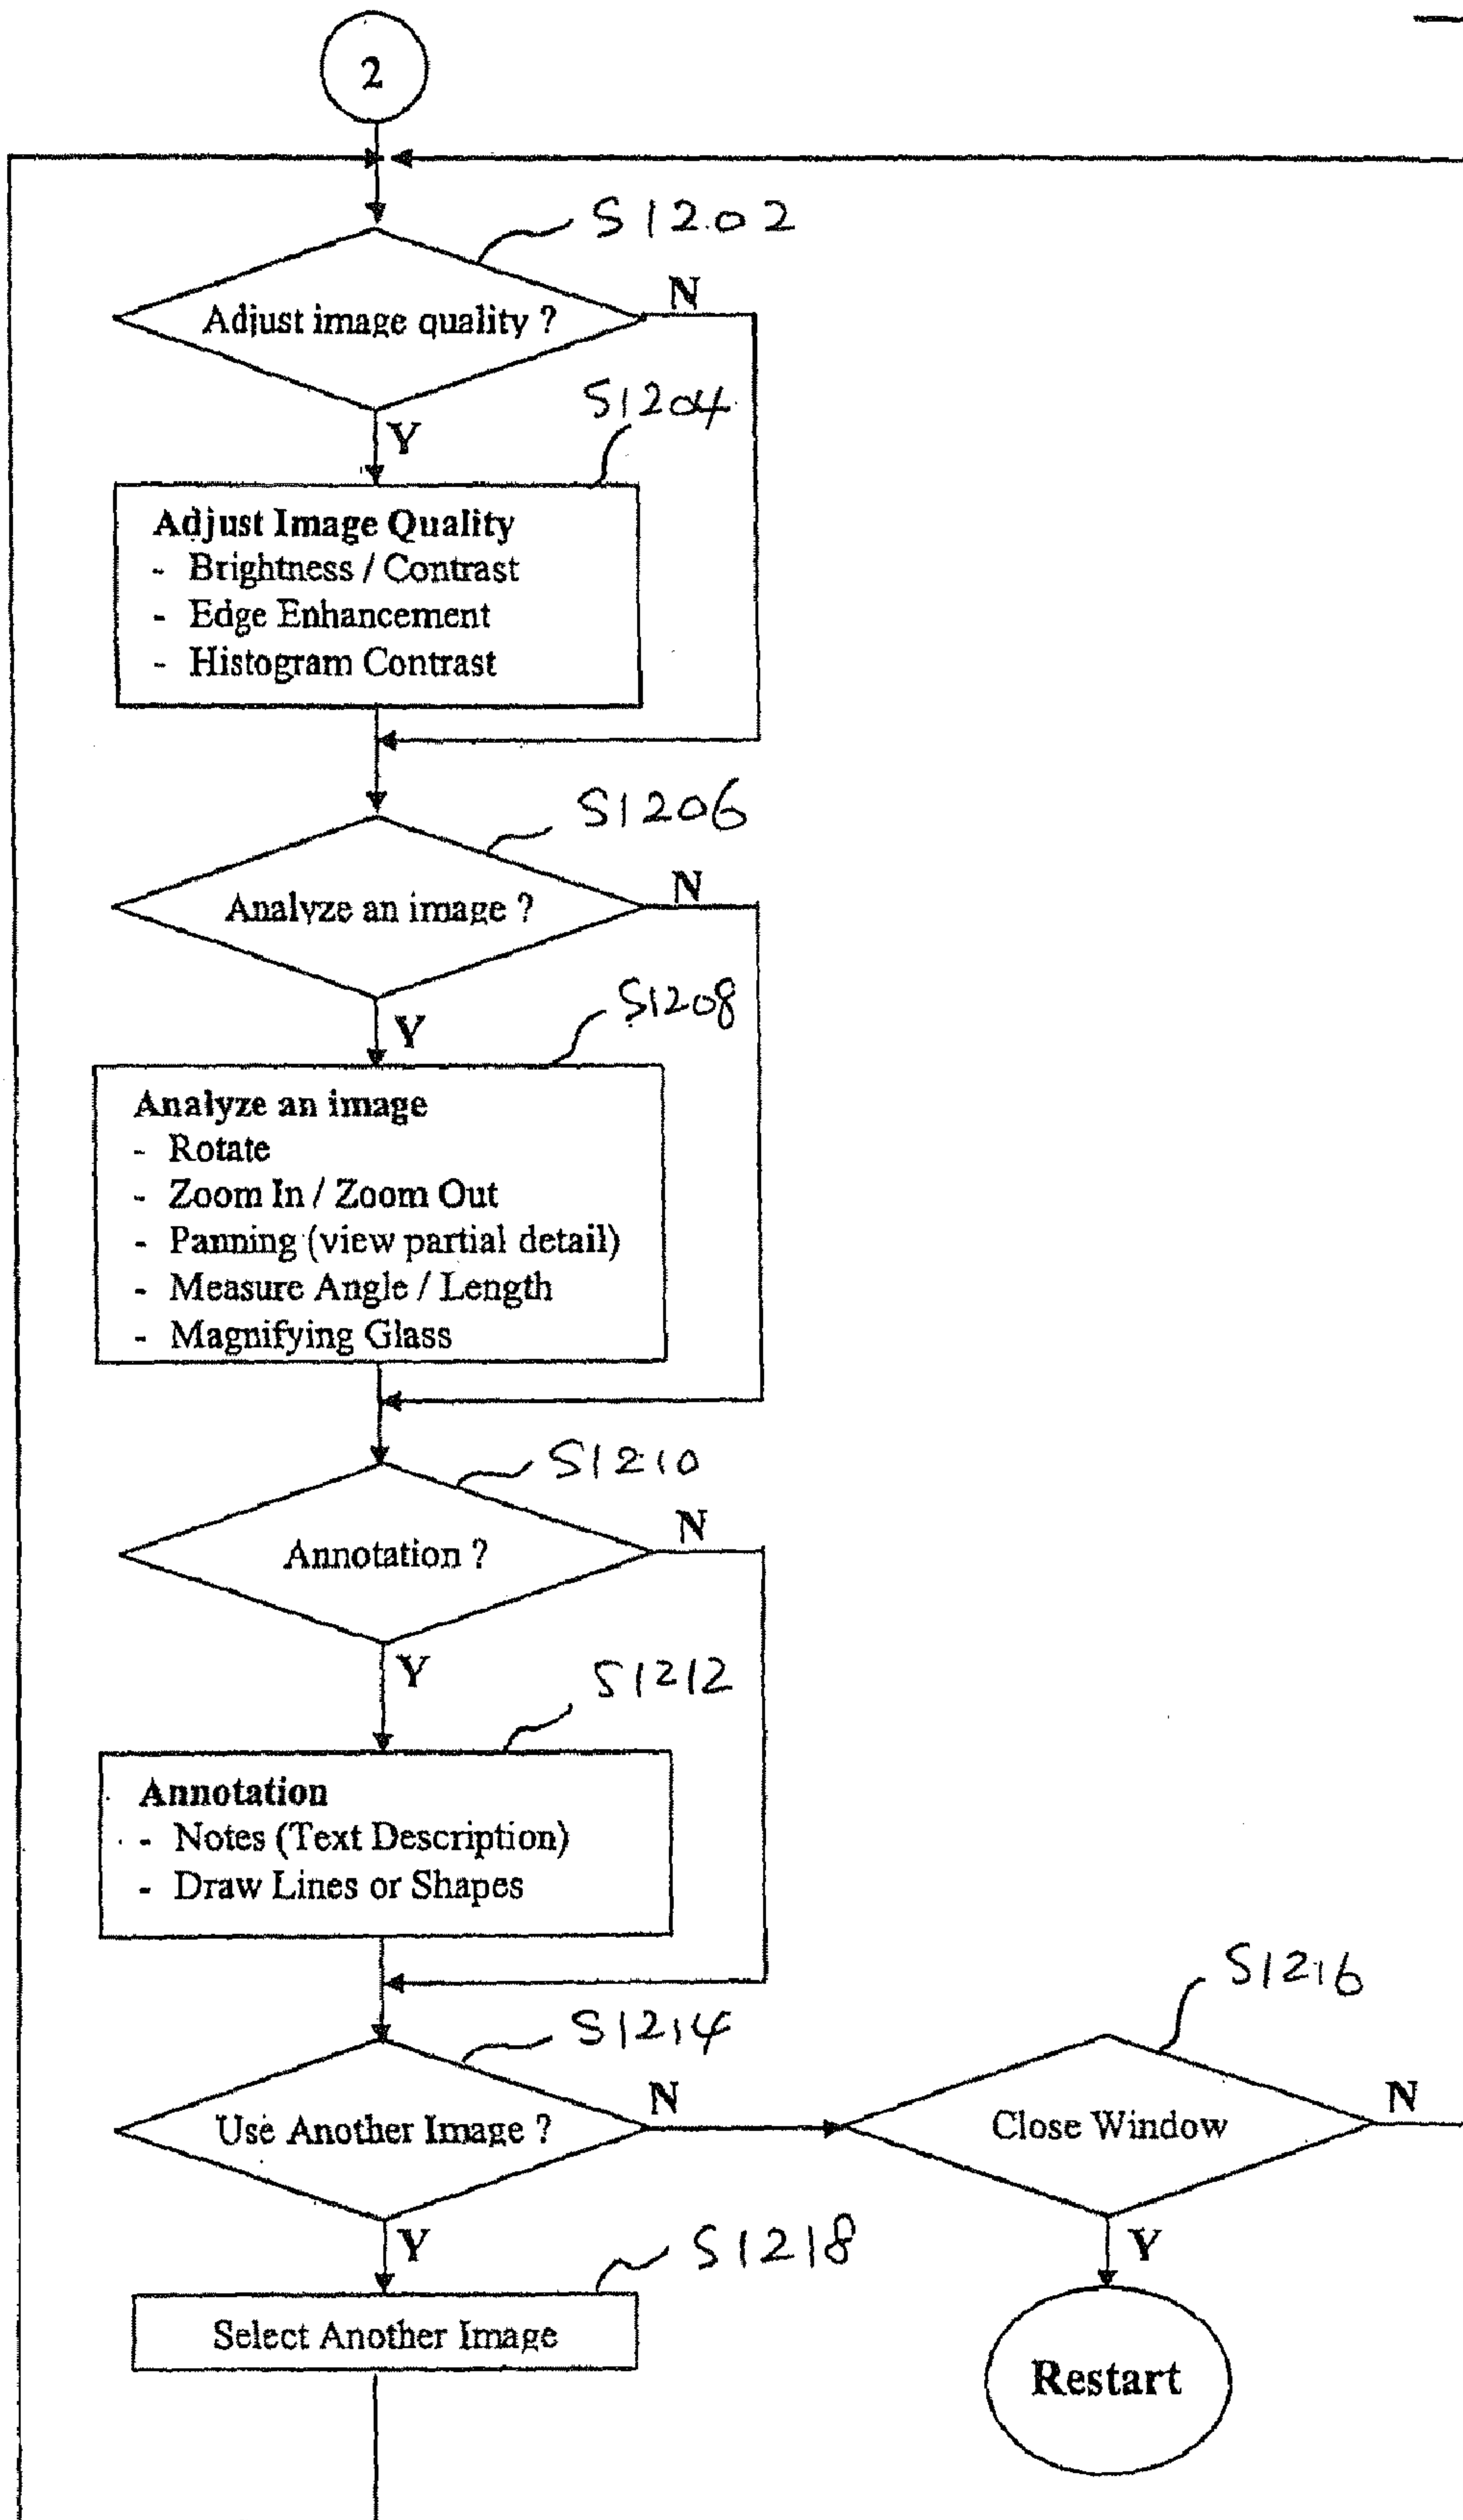 2
S1202
N
Adjust image quality ?
S1204
Y
Adjust Image Quality
- Brightness / Contrast
- Edge Enhancement
- Histogram Contrast
S1206
N
Analyze an image ?
S1208
Y
Analyze an image
- Rotate
- Zoom In / Zoom Out
- Panning (view partial detail)
- Measure Angle / Length
- Magnifying Glass
S1210
N
Annotation ?
Y
S1212
Annotation
- Notes (Text Description)
- Draw Lines or Shapes
S1216
S1214
N
N
Use Another Image ?
Close Window
Y
S1218
Y
Select Another Image
Restart